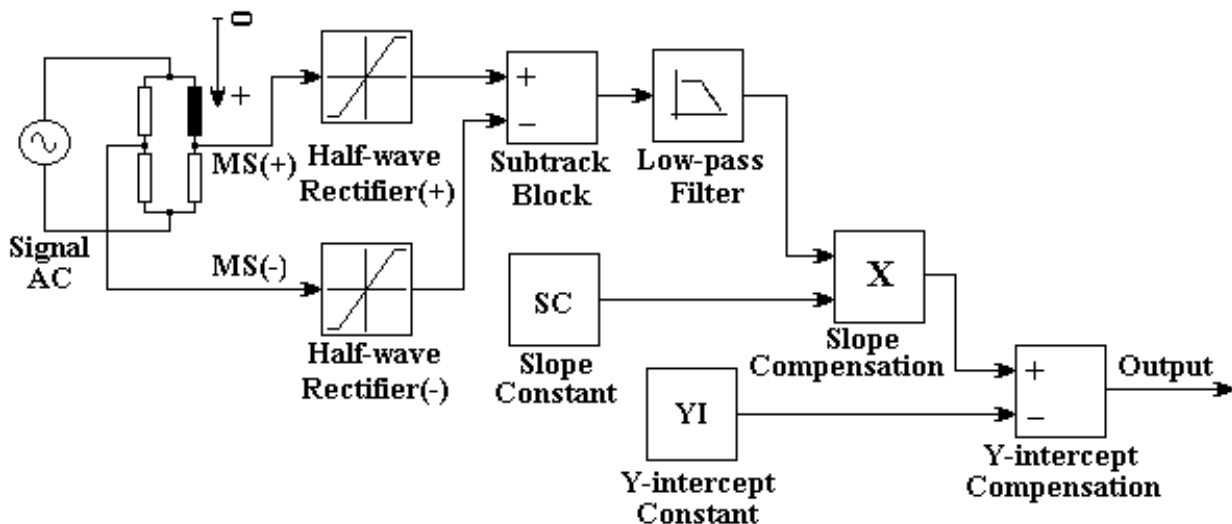 0
+
MS(+)
Half-wave
Rectifier(+)
+
−
Subtrack
Block
Low-pass
Filter
Signal
AC
MS(-)
Half-wave
Rectifier(-)
SC
Slope
Constant
X
Slope
Compensation
YI
Y-intercept
Constant
+
−
Output
Y-intercept
Compensation